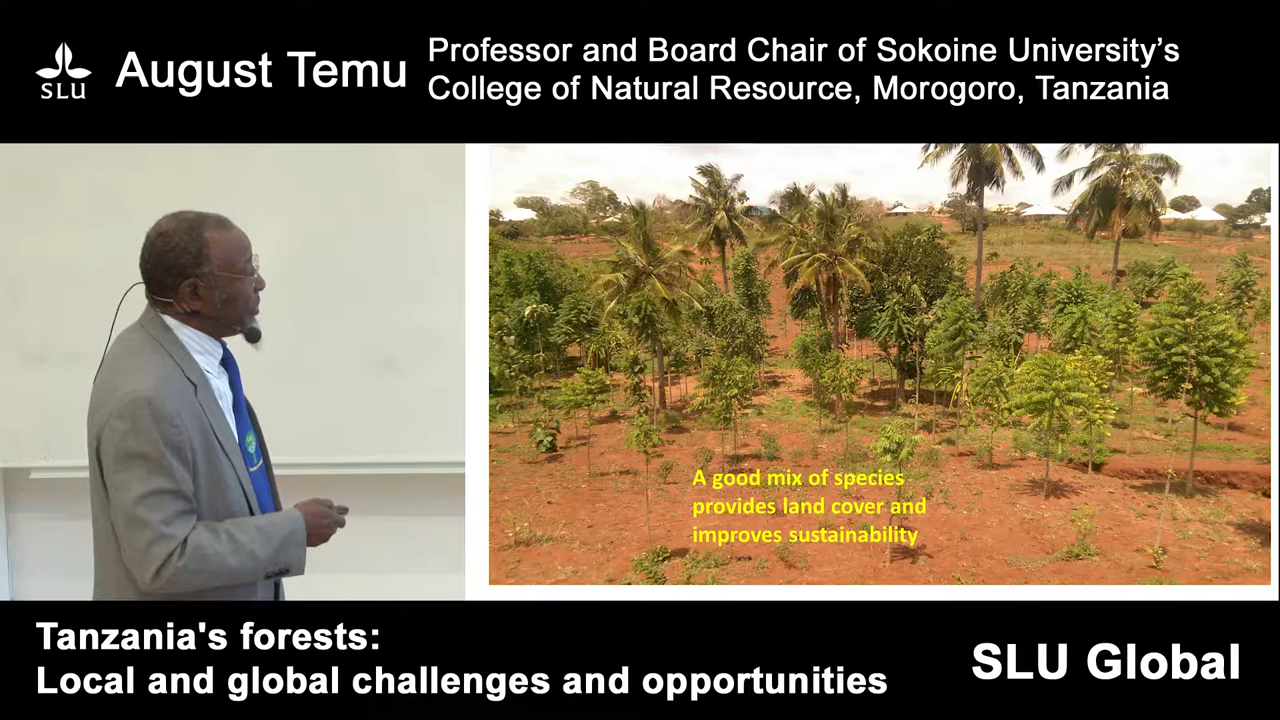 SLU
August Temu
Professor and Board Chair of Sokoine University's
College of Natural Resource, Morogoro, Tanzania
A good mix of species
provides land cover and
improves sustainability
Tanzania's forests:
Local and global challenges and opportunities
SLU Global